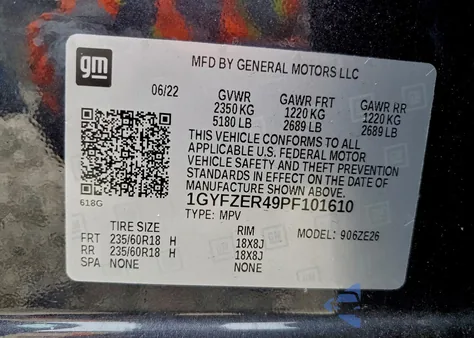 gm
MFD BY GENERAL MOTORS LLC
06/22
GVWR GAWR FRT GAWR RR
2350 KG 1220 KG 1220 KG
5180 LB 2689 LB 2689 LB
THIS VEHICLE CONFORMS TO ALL
APPLICABLE U.S. FEDERAL MOTOR
VEHICLE SAFETY AND THEFT PREVENTION
STANDARDS IN EFFECT ON THE DATE OF
MANUFACTURE SHOWN ABOVE.
618G
1GYFZER49PF101610
TYPE: MPV MODEL: 906ZE26
TIRE SIZE RIM
FRT 235/60R18 H 18X8J
RR 235/60R18 H 18X8J
SPA NONE NONE